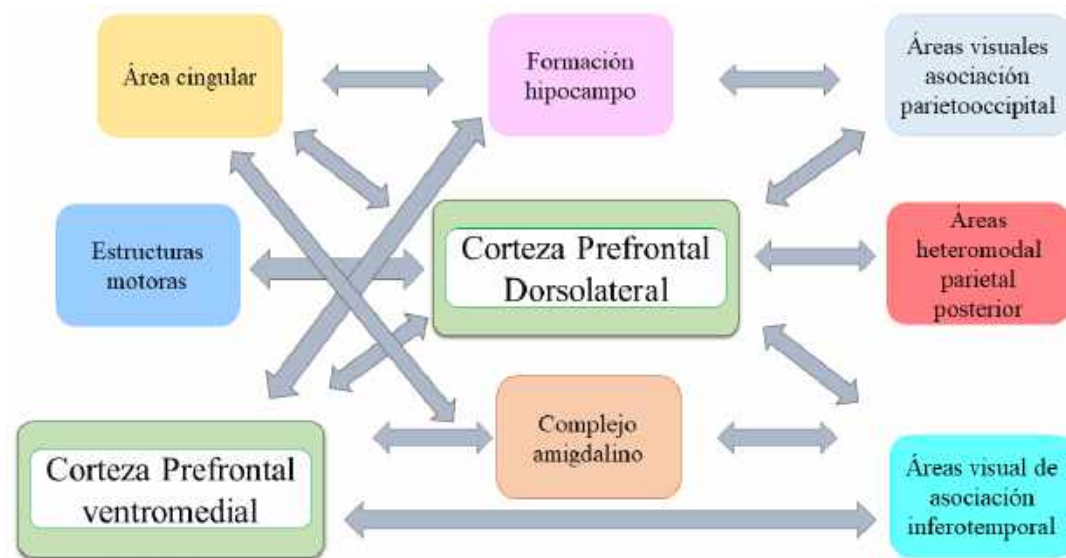 Área cingular
Formación
hipocampo
Áreas visuales
asociación
parietooccipital
Estructuras
motoras
Corteza Prefrontal
Dorsolateral
Áreas
heteromodal
parietal
posterior
Corteza Prefrontal
ventromedial
Complejo
amigdalino
Áreas visual de
asociación
inferotemporal